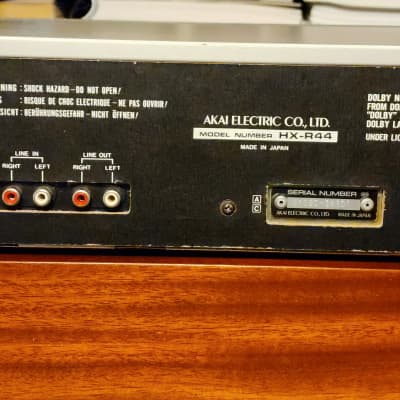 NING : SHOCK HAZARD–DO NOT OPEN!
S : RISQUE DE CHOC ELECTRIQUE–NE PAS OUVRIR!
SICHT : BERÜHRUNGSGEFAHR–NICHT ÖFFNEN!
LINE IN
LINE OUT
RIGHT
LEFT
RIGHT
LEFT
AKAI ELECTRIC CO., LTD.
MODEL NUMBER HX-R44
MADE IN JAPAN
A
C
SERIAL NUMBER
AKAI ELECTRIC CO., LTD. MADE IN JAPAN
DOLBY N
FROM DO
"DOLBY"
DOLBY LA
UNDER LI